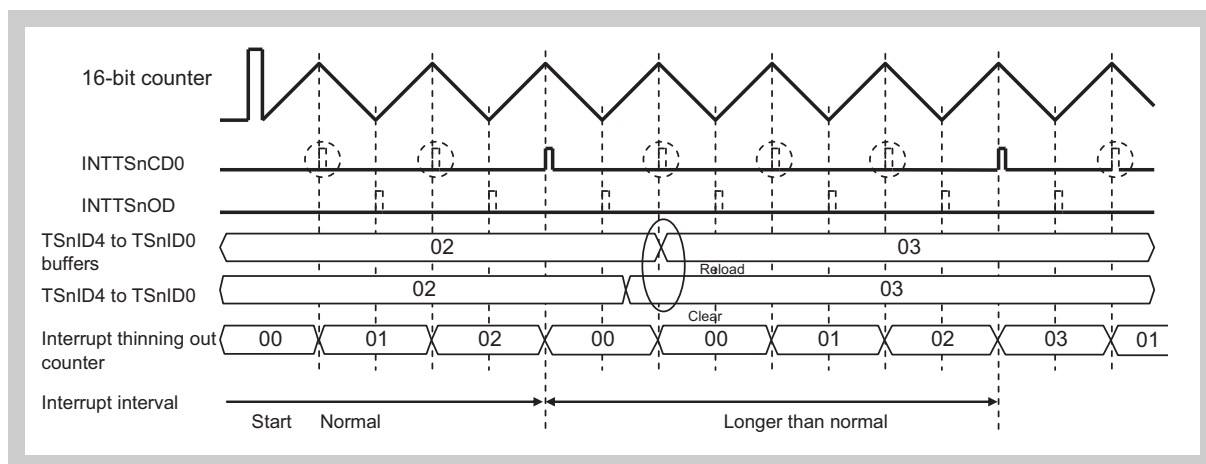 16-bit counter
INTTSnCD0
INTTSnOD
TSnID4 to TSnID0
buffers
02
03
Reload
TSnID4 to TSnID0
02
03
Clear
Interrupt thinning out
counter
00 01 02 00 00 01 02 03 01
Interrupt interval
Start Normal Longer than normal